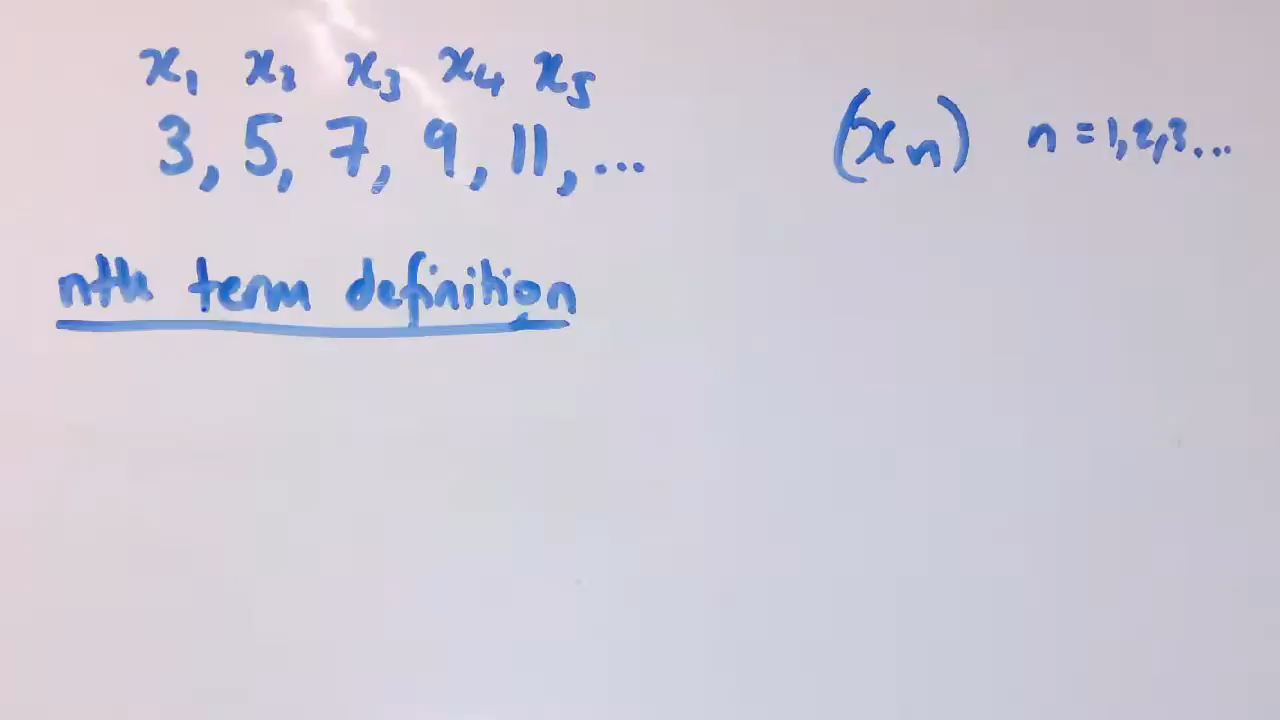 x₁ x₂ x₃ x₄ x₅
3, 5, 7, 9, 11, ...
(xₙ) n = 1, 2, 3...
nth term definition